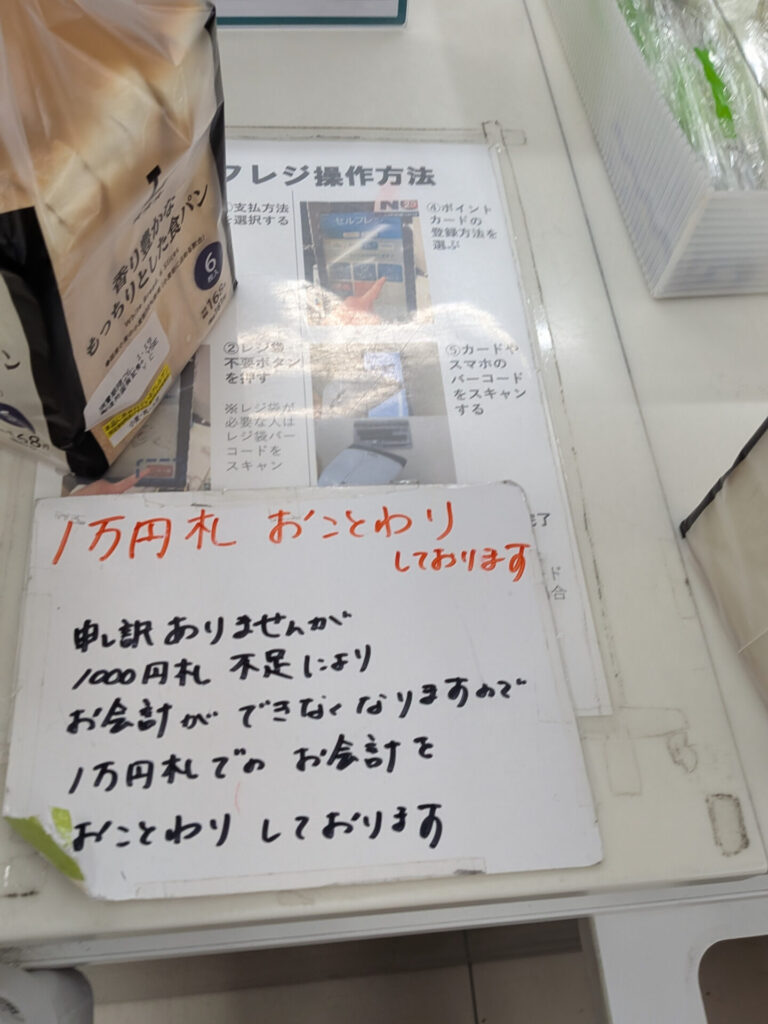 フレジ操作方法
①支払方法
を選択する
セルフレジ
④ポイント
カードの
登録方法を
選ぶ
②レジ袋
不要ボタン
を押す
※レジ袋が
必要な人は
レジ袋バー
コードを
スキャン
⑤カードや
スマホの
バーコード
をスキャン
する
香り豊かな
もっちりとした食パン
6
枚入
1万円札 おことわり
しております
申し訳ありませんが
1000円札 不足により
お会計が できなくなりますので
1万円札での お会計を
おことわり しております